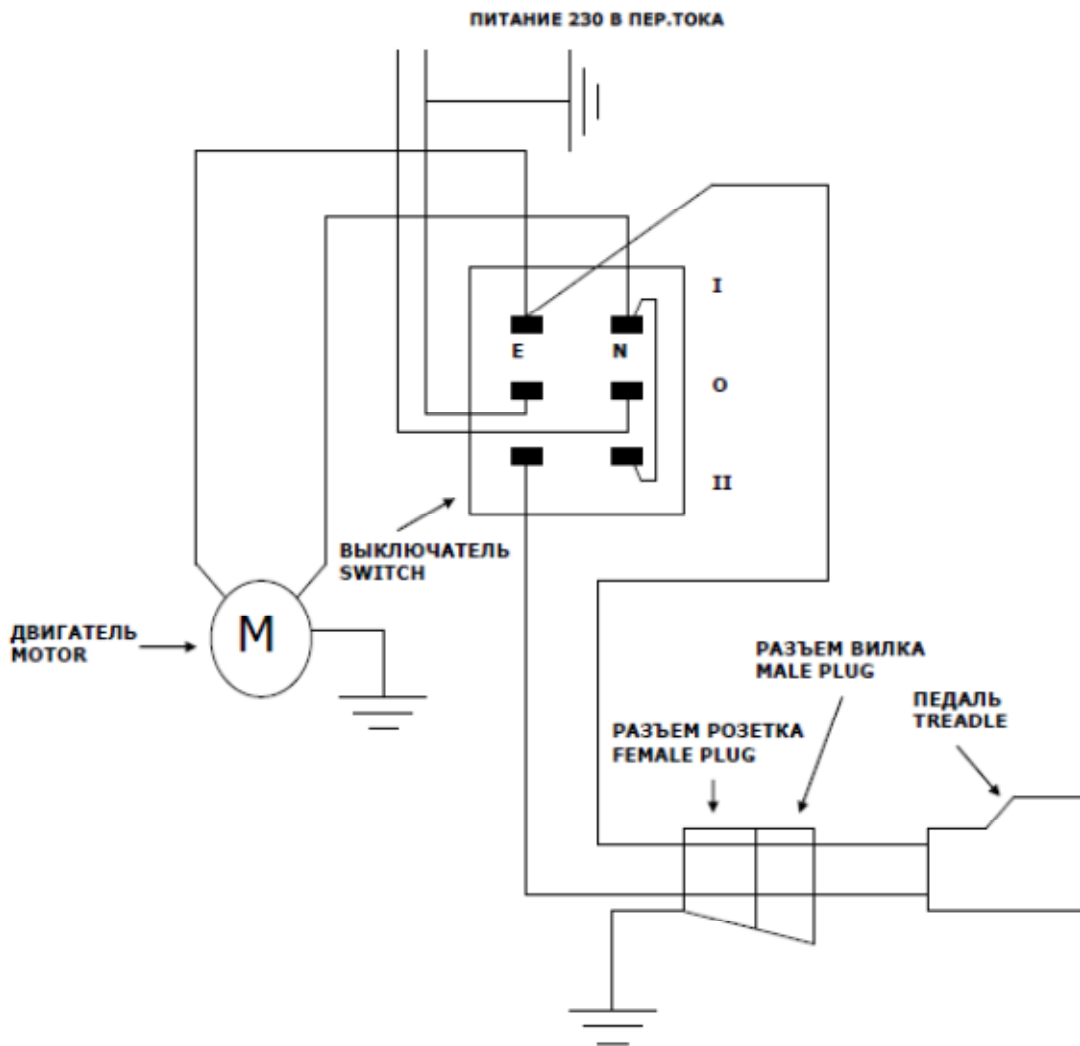 ПИТАНИЕ 230 В ПЕР.ТОКА
I
E N
O
II
ВЫКЛЮЧАТЕЛЬ
SWITCH
ДВИГАТЕЛЬ
MOTOR
M
РАЗЪЕМ ВИЛКА
MALE PLUG
ПЕДАЛЬ
TREADLE
РАЗЪЕМ РОЗЕТКА
FEMALE PLUG